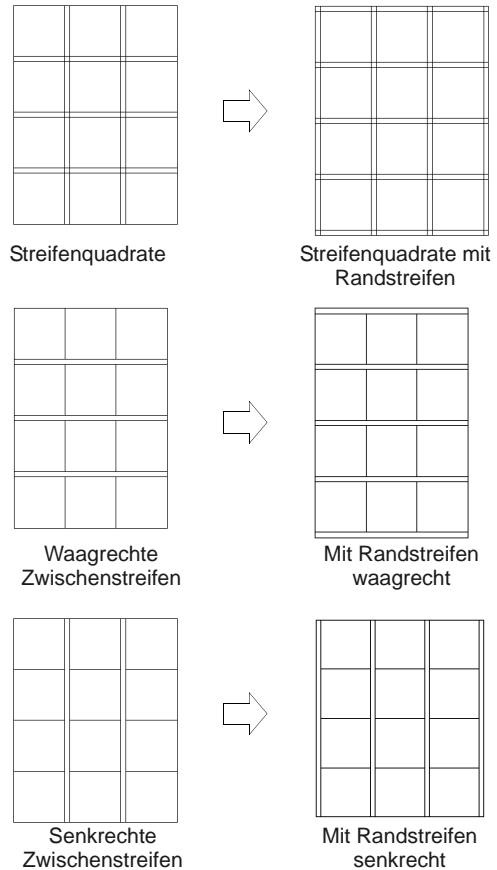 Streifenquadrate
Streifenquadrate mit
Randstreifen
Waagrechte
Zwischenstreifen
Mit Randstreifen
waagrecht
Senkrechte
Zwischenstreifen
Mit Randstreifen
senkrecht